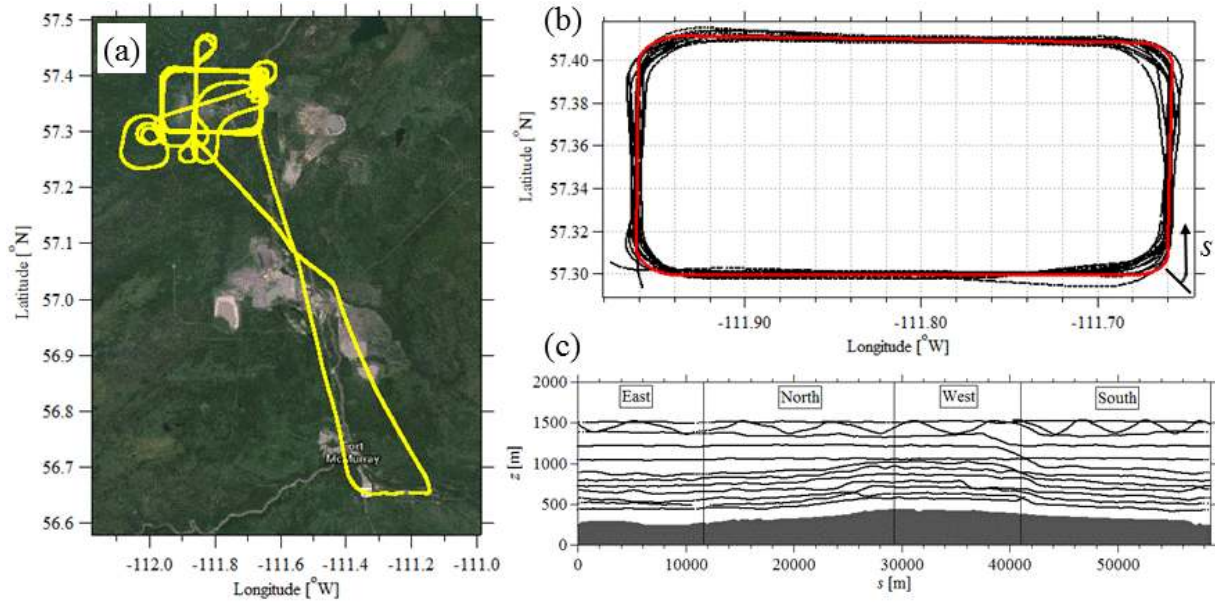 (a)
57.5
57.4
57.3
57.2
57.1
57.0
56.9
56.8
56.7
56.6
Latitude [°N]
-112.0 -111.8 -111.6 -111.4 -111.2 -111.0
Longitude [°W]
Fort
McMurray
(b)
57.40
57.38
57.36
57.34
57.32
57.30
Latitude [°N]
-111.90 -111.80 -111.70
Longitude [°W]
s
(c)
2000
1500
1000
500
0
z [m]
East North West South
0 10000 20000 30000 40000 50000
s [m]